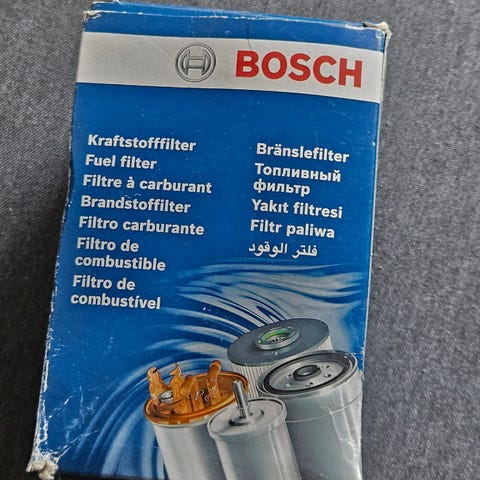 BOSCH
Kraftstofffilter
Fuel filter
Filtre à carburant
Brandstoffilter
Filtro carburante
Filtro de
combustible
Filtro de
combustível
Bränslefilter
Топливный
фильтр
Yakıt filtresi
Filtr paliwa
فلتر الوقود